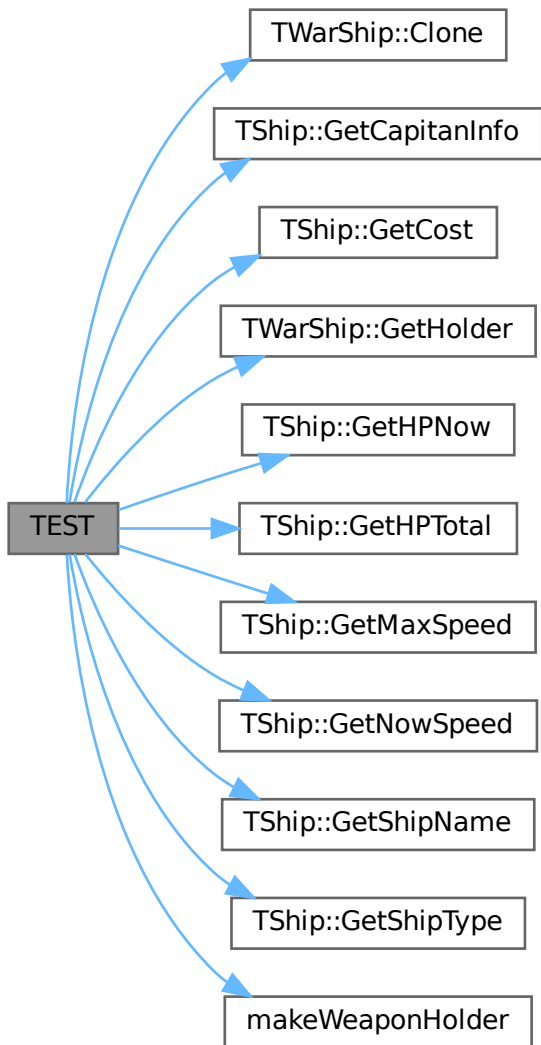 TWarShip::Clone
TShip::GetCapitanInfo
TShip::GetCost
TWarShip::GetHolder
TShip::GetHPNow
TEST
TShip::GetHPTotal
TShip::GetMaxSpeed
TShip::GetNowSpeed
TShip::GetShipName
TShip::GetShipType
makeWeaponHolder